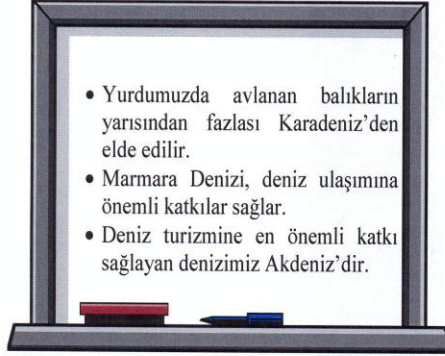 • Yurdumuzda avlanan balıkların
yarısından fazlası Karadeniz’den
elde edilir.
• Marmara Denizi, deniz ulaşımına
önemli katkılar sağlar.
• Deniz turizmine en önemli katkı
sağlayan denizimiz Akdeniz’dir.